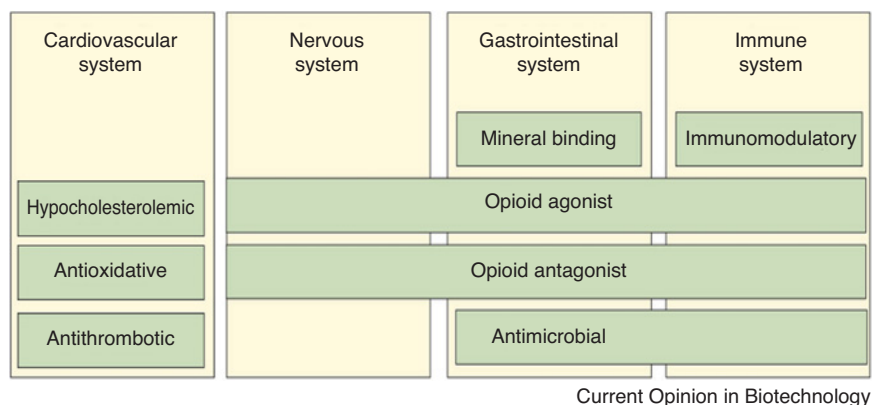 Cardiovascular
system
Nervous
system
Gastrointestinal
system
Immune
system
Mineral binding
Immunomodulatory
Hypocholesterolemic
Opioid agonist
Antioxidative
Opioid antagonist
Antithrombotic
Antimicrobial
Current Opinion in Biotechnology